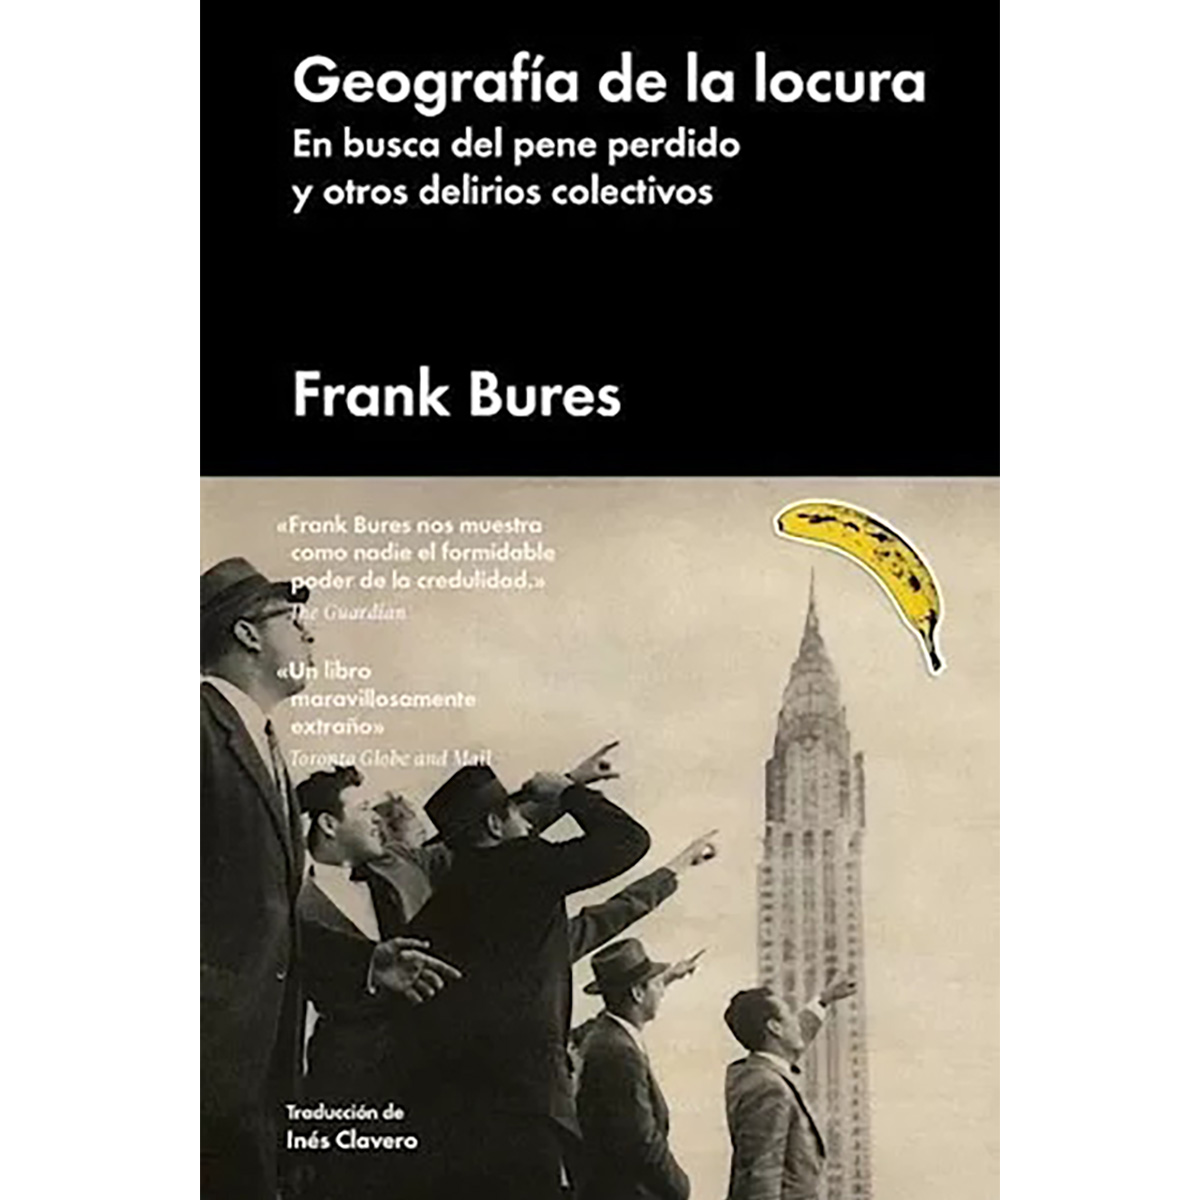 Geografía de la locura
En busca del pene perdido
y otros delirios colectivos
Frank Bures
«Frank Bures nos muestra
como nadie el formidable
poder de la credulidad.»
The Guardian
«Un libro
maravillosamente
extraño»
Toronto Globe and Mail
Traducción de
Inés Clavero